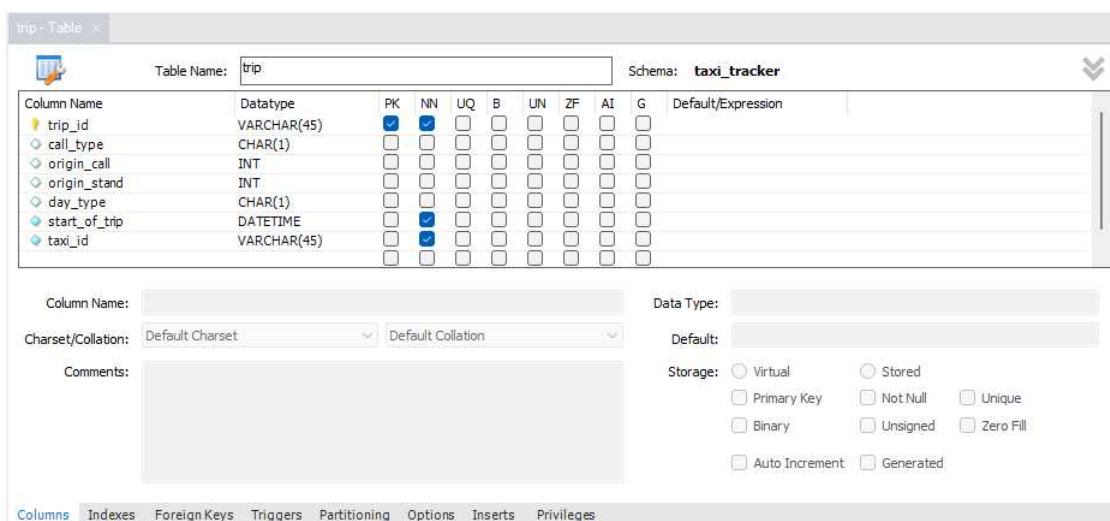 trip - Table ×
Table Name: trip Schema: taxi_tracker
Column Name Datatype PK NN UQ B UN ZF AI G Default/Expression
trip_id VARCHAR(45)
call_type CHAR(1)
origin_call INT
origin_stand INT
day_type CHAR(1)
start_of_trip DATETIME
taxi_id VARCHAR(45)
Column Name: Data Type:
Charset/Collation: Default Charset Default Collation Default:
Comments: Storage: Virtual Stored
Primary Key Not Null Unique
Binary Unsigned Zero Fill
Auto Increment Generated
Columns Indexes Foreign Keys Triggers Partitioning Options Inserts Privileges